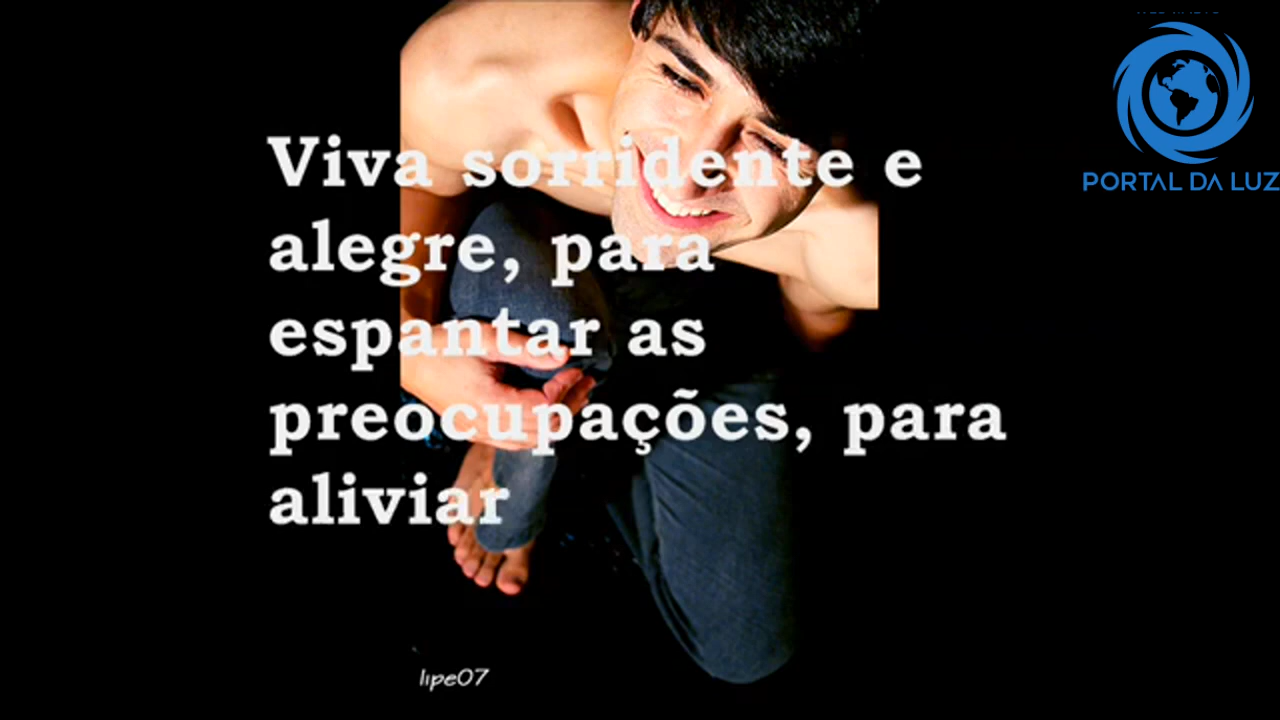 Viva sorridente e
alegre, para
espantar as
preocupações, para
aliviar
PORTAL DA LUZ
lipe07